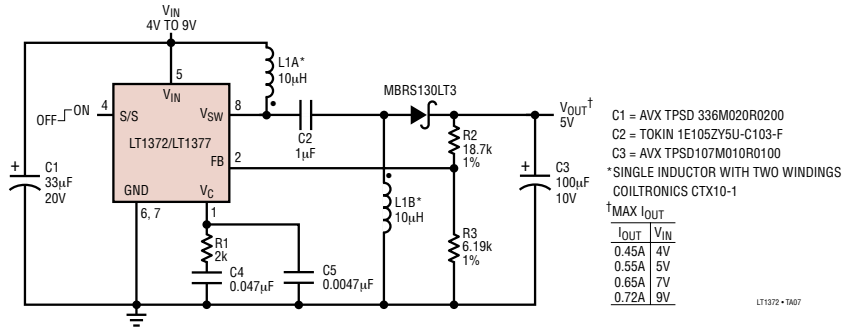 VIN
4V TO 9V
L1A*
10µH
MBRS130LT3
5
VIN
4
S/S
OFF
ON
VSW
8
LT1372/LT1377
FB
2
C2
1µF
VOUT†
5V
R2
18.7k
1%
C1
33µF
20V
+
GND
VC
6, 7
1
L1B*
10µH
+
C3
100µF
10V
R1
2k
C4
0.047µF
C5
0.0047µF
R3
6.19k
1%
C1 = AVX TPSD 336M020R0200
C2 = TOKIN 1E105ZY5U-C103-F
C3 = AVX TPSD107M010R0100
*SINGLE INDUCTOR WITH TWO WINDINGS
COILTRONICS CTX10-1
†MAX IOUT
IOUT VIN
0.45A 4V
0.55A 5V
0.65A 7V
0.72A 9V
LT1372 • TA07